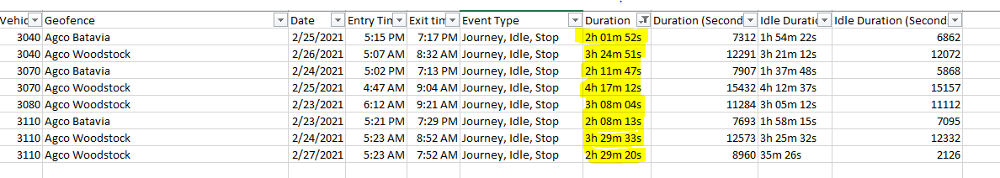 Vehic Geofence Date Entry Tin Exit tim Event Type Duration Duration (Second Idle Duratic Idle Duration (Second
3040 Agco Batavia 2/25/2021 5:15 PM 7:17 PM Journey, Idle, Stop 2h 01m 52s 7312 1h 54m 22s 6862
3040 Agco Woodstock 2/26/2021 5:07 AM 8:32 AM Journey, Idle, Stop 3h 24m 51s 12291 3h 21m 12s 12072
3070 Agco Batavia 2/24/2021 5:02 PM 7:13 PM Journey, Idle, Stop 2h 11m 47s 7907 1h 37m 48s 5868
3070 Agco Woodstock 2/25/2021 4:47 AM 9:04 AM Journey, Idle, Stop 4h 17m 12s 15432 4h 12m 37s 15157
3080 Agco Woodstock 2/23/2021 6:12 AM 9:21 AM Journey, Idle, Stop 3h 08m 04s 11284 3h 05m 12s 11112
3110 Agco Batavia 2/23/2021 5:21 PM 7:29 PM Journey, Idle, Stop 2h 08m 13s 7693 1h 58m 15s 7095
3110 Agco Woodstock 2/24/2021 5:23 AM 8:52 AM Journey, Idle, Stop 3h 29m 33s 12573 3h 25m 32s 12332
3110 Agco Woodstock 2/27/2021 5:23 AM 7:52 AM Journey, Idle, Stop 2h 29m 20s 8960 35m 26s 2126